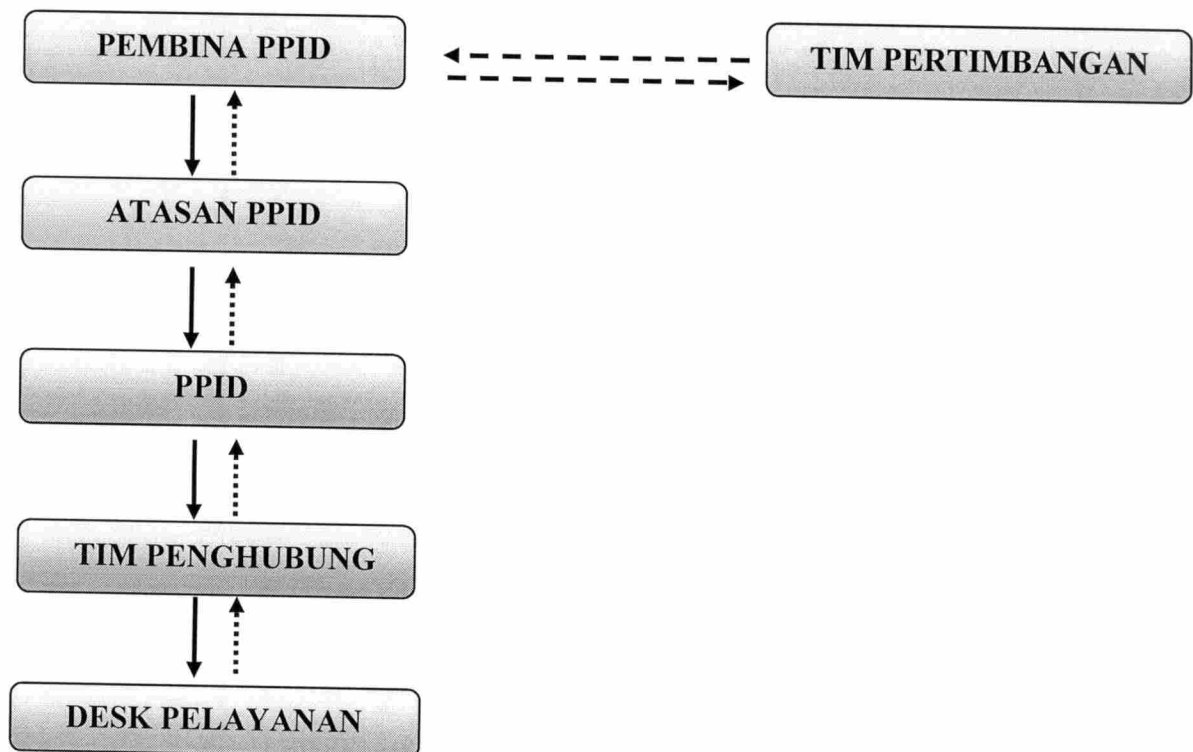 PEMBINA PPID
TIM PERTIMBANGAN
ATASAN PPID
PPID
TIM PENGHUBUNG
DESK PELAYANAN